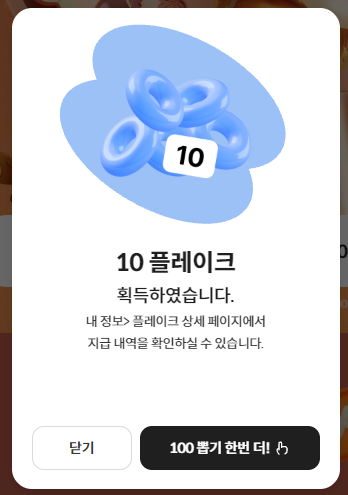 10
10 플레이크
획득하였습니다.
내 정보> 플레이크 상세 페이지에서
지급 내역을 확인하실 수 있습니다.
닫기
100 뽑기 한번 더!